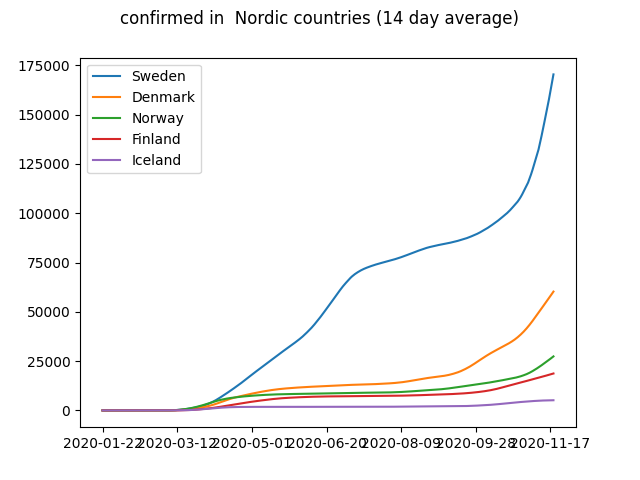 confirmed in  Nordic countries (14 day average)
175000
150000
125000
100000
75000
50000
25000
0
Sweden
Denmark
Norway
Finland
Iceland
2020-01-22 2020-03-12 2020-05-01 2020-06-20 2020-08-09 2020-09-28 2020-11-17